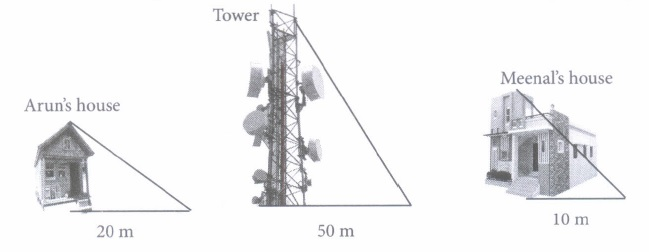 Tower
Arun's house
Meenal's house
20 m
50 m
10 m